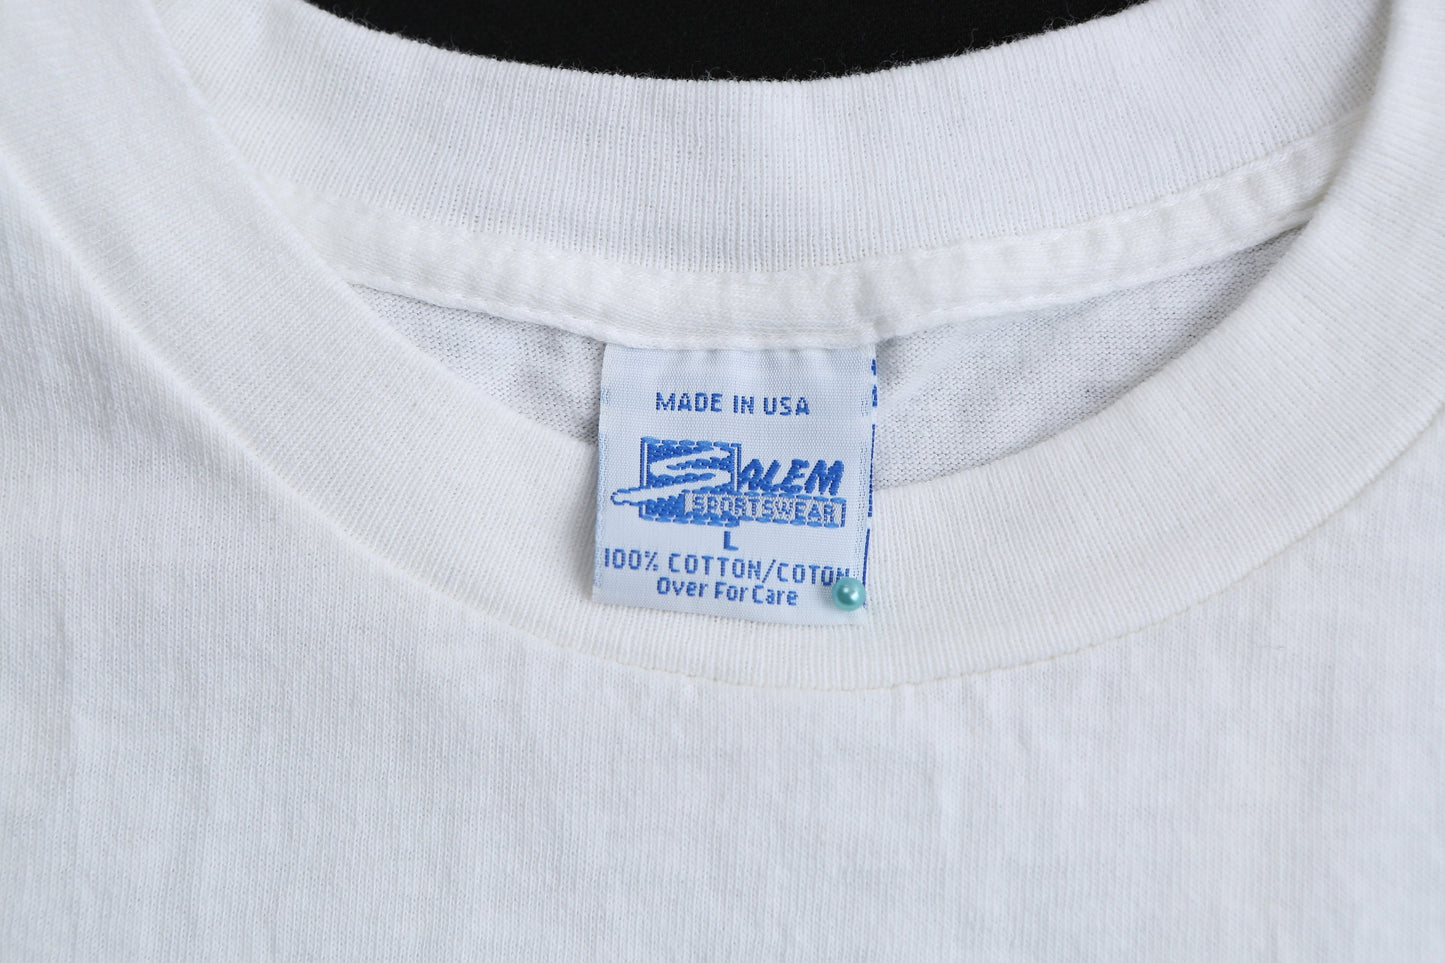 MADE IN USA
SALEM
SPORTSWEAR
L
100% COTTON/COTON
Over For Care